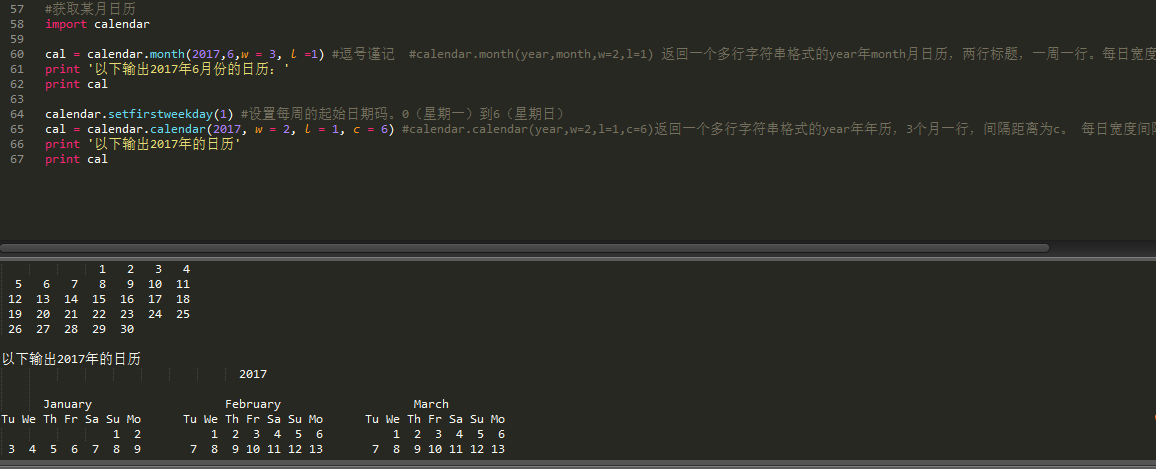 57 #获取某月日历
58 import calendar
59
60 cal = calendar.month(2017,6,w = 3, l =1) #逗号谨记  #calendar.month(year,month,w=2,l=1) 返回一个多行字符串格式的year年month月日历，两行标题，一周一行。每日宽度
61 print '以下输出2017年6月份的日历：'
62 print cal
63
64 calendar.setfirstweekday(1) #设置每周的起始日期码。0（星期一）到6（星期日）
65 cal = calendar.calendar(2017, w = 2, l = 1, c = 6) #calendar.calendar(year,w=2,l=1,c=6)返回一个多行字符串格式的year年年历，3个月一行，间隔距离为c。 每日宽度间隔
66 print '以下输出2017年的日历'
67 print cal
1 2 3 4
5 6 7 8 9 10 11
12 13 14 15 16 17 18
19 20 21 22 23 24 25
26 27 28 29 30
以下输出2017年的日历
2017
January February March
Tu We Th Fr Sa Su Mo Tu We Th Fr Sa Su Mo Tu We Th Fr Sa Su Mo
1 2 1 2 3 4 5 6 1 2 3 4 5 6
3 4 5 6 7 8 9 7 8 9 10 11 12 13 7 8 9 10 11 12 13